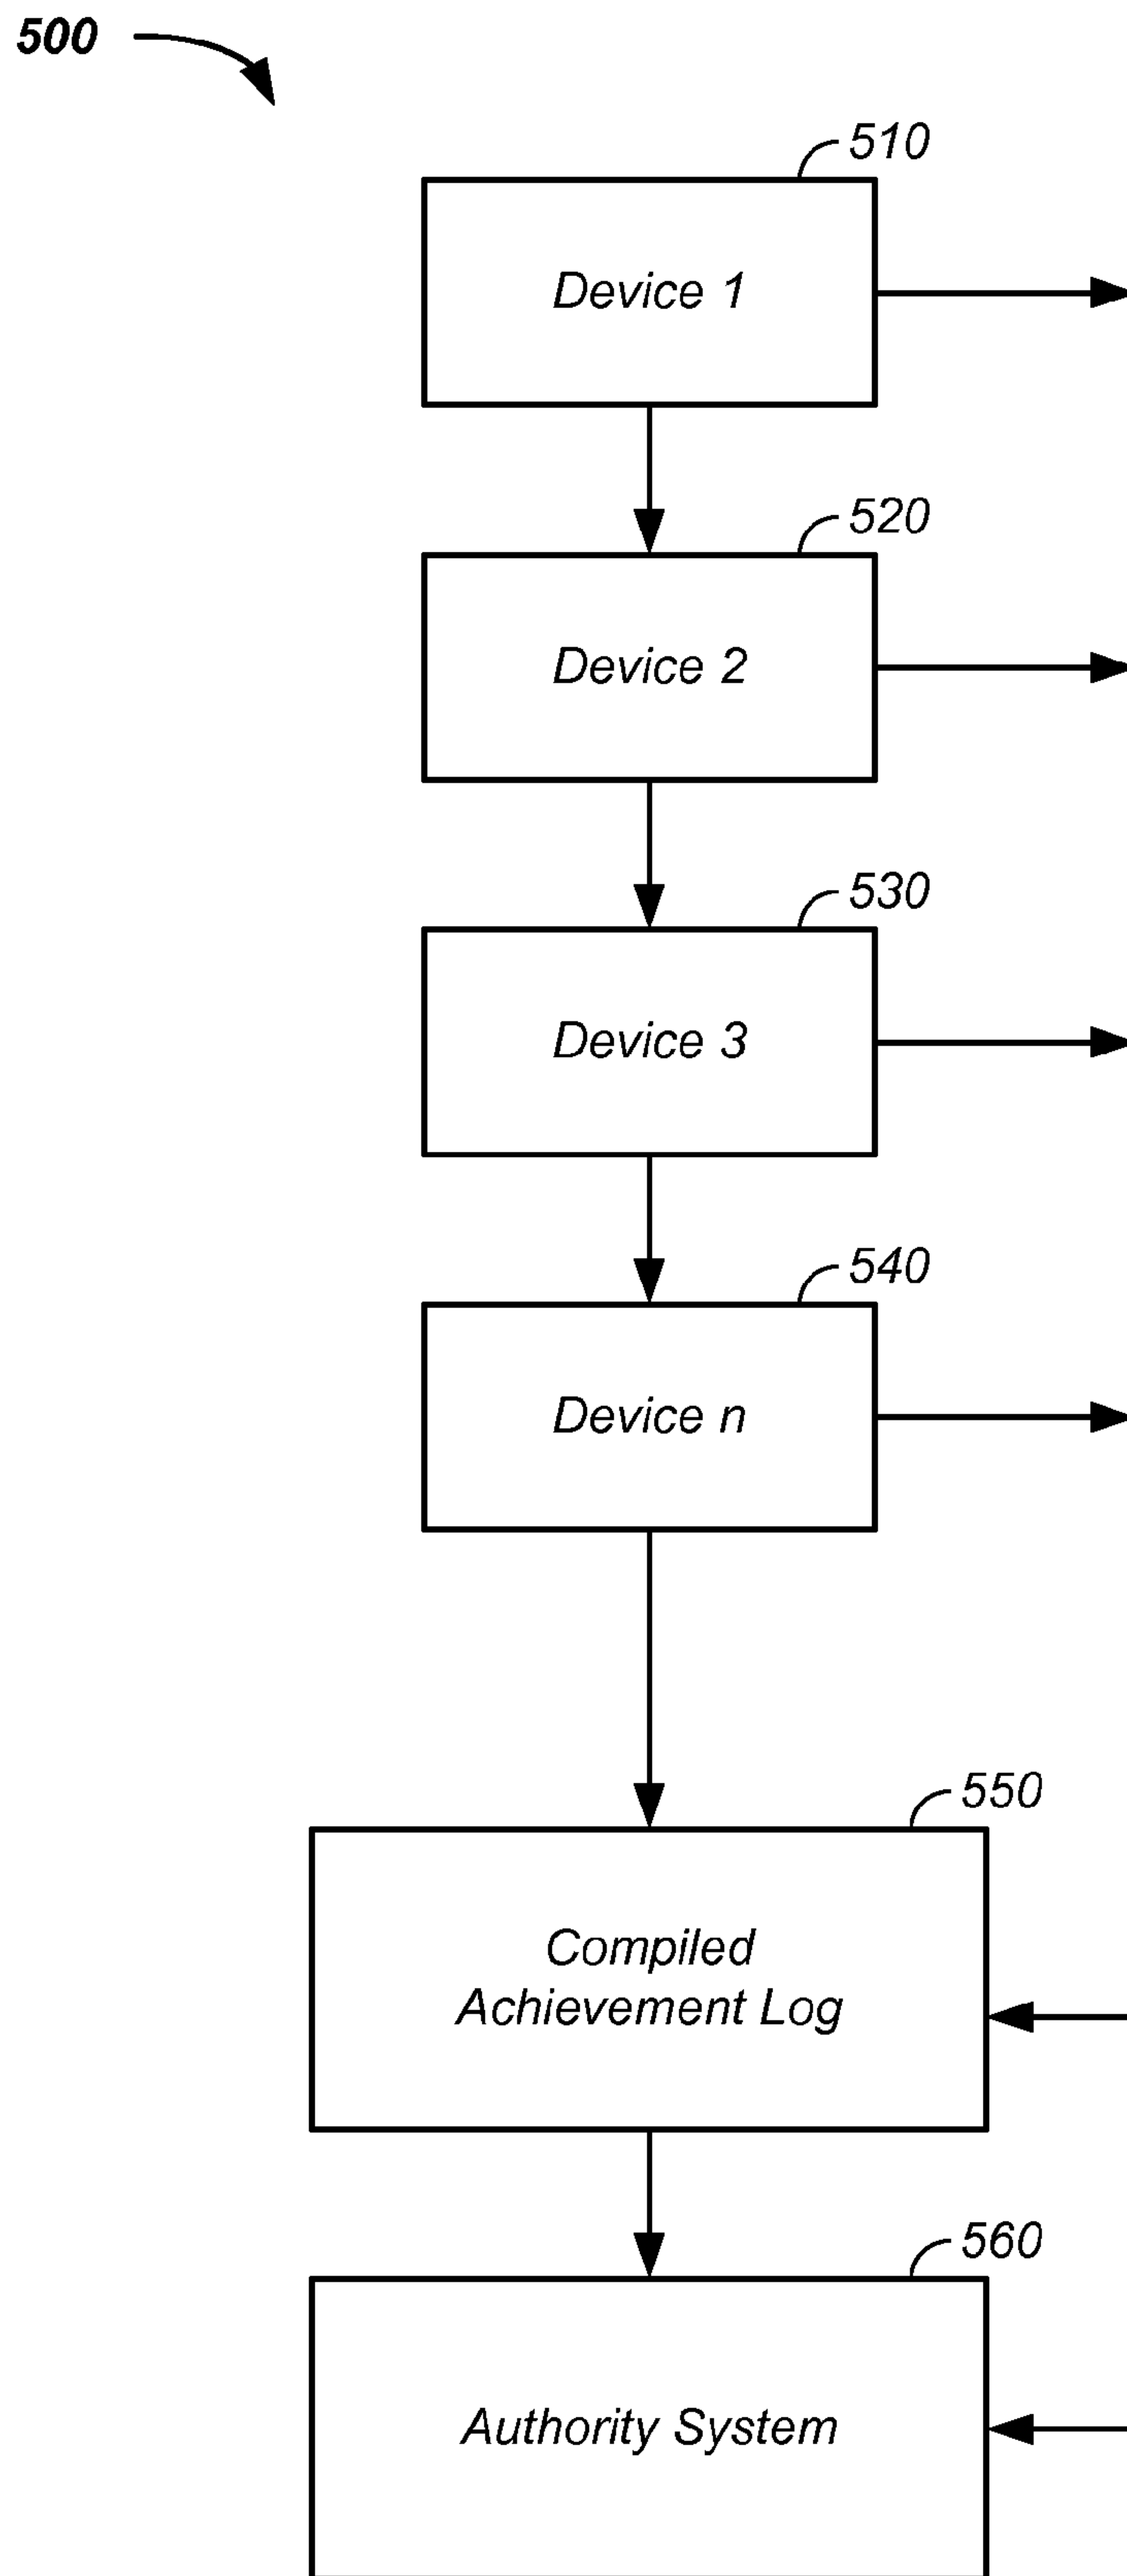 500
510
Device 1
520
Device 2
530
Device 3
540
Device n
550
Compiled
Achievement Log
560
Authority System